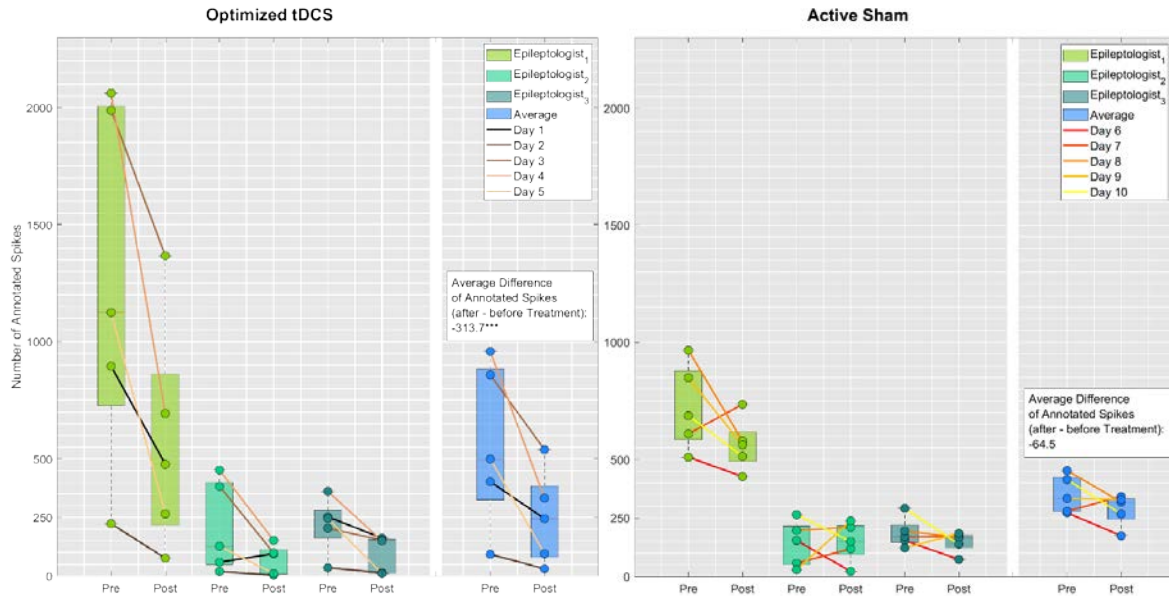 Optimized tDCS
Number of Annotated Spikes
2000
1500
1000
500
250
0
Epileptologist1
Epileptologist2
Epileptologist3
Average
Day 1
Day 2
Day 3
Day 4
Day 5
Average Difference
of Annotated Spikes
(after - before Treatment):
-313.7***
Pre Post Pre Post Pre Post Pre Post
Active Sham
2000
1500
1000
500
250
0
Epileptologist1
Epileptologist2
Epileptologist3
Average
Day 6
Day 7
Day 8
Day 9
Day 10
Average Difference
of Annotated Spikes
(after - before Treatment):
-64.5
Pre Post Pre Post Pre Post Pre Post